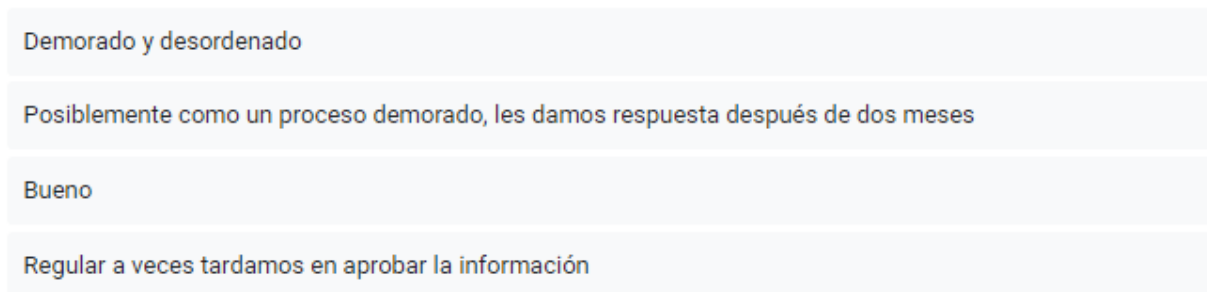 Demorado y desordenado
Posiblemente como un proceso demorado, les damos respuesta después de dos meses
Bueno
Regular a veces tardamos en aprobar la información